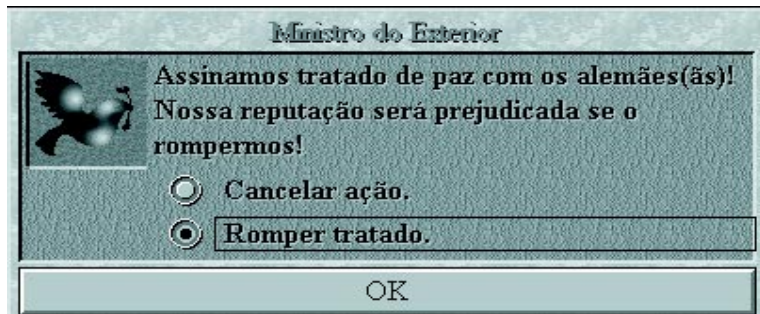 Ministro do Exterior
Assinamos tratado de paz com os alemães(ãs)!
Nossa reputação será prejudicada se o
rompermos!
Cancelar ação.
Romper tratado.
OK